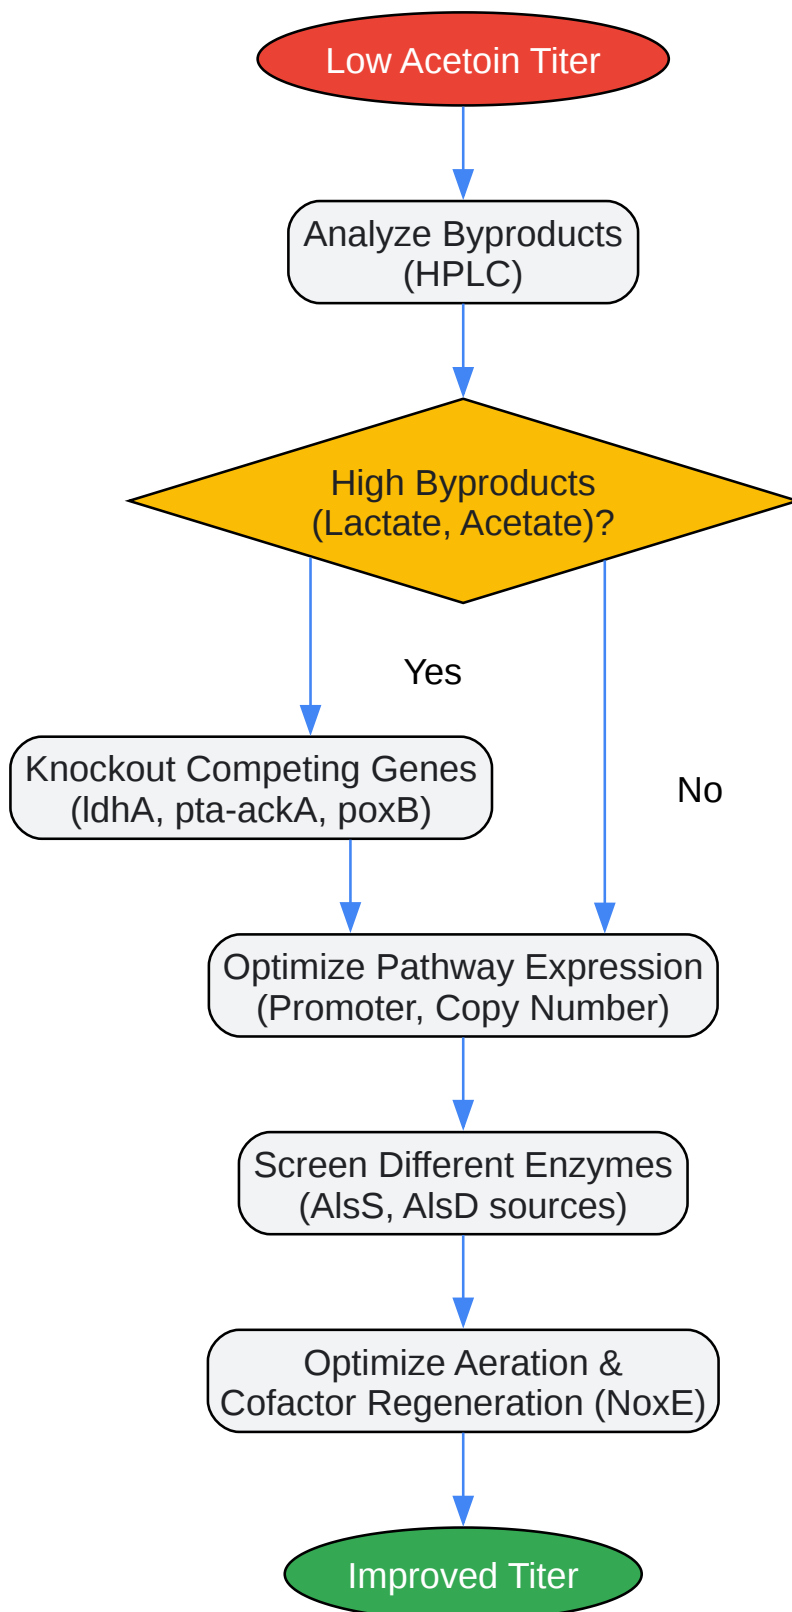 Low Acetoin Titer
Analyze Byproducts
(HPLC)
High Byproducts
(Lactate, Acetate)?
Yes
Knockout Competing Genes
(ldhA, pta-ackA, poxB)
No
Optimize Pathway Expression
(Promoter, Copy Number)
Screen Different Enzymes
(AlsS, AlsD sources)
Optimize Aeration &
Cofactor Regeneration (NoxE)
Improved Titer